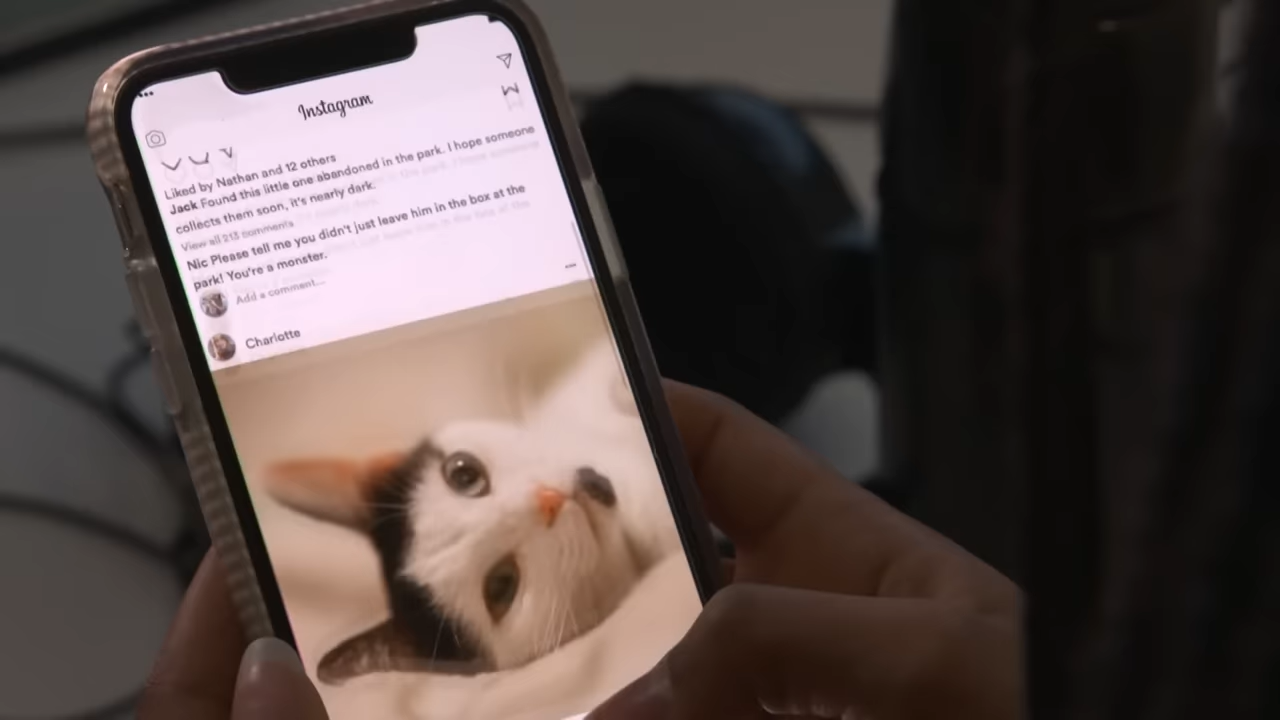 Instagram
Liked by Nathan and 12 others
Jack Found this little one abandoned in the park. I hope someone
collects them soon, it's nearly dark.
View all 213 comments
Nic Please tell me you didn't just leave him in the box at the
park! You're a monster.
Add a comment...
Charlotte